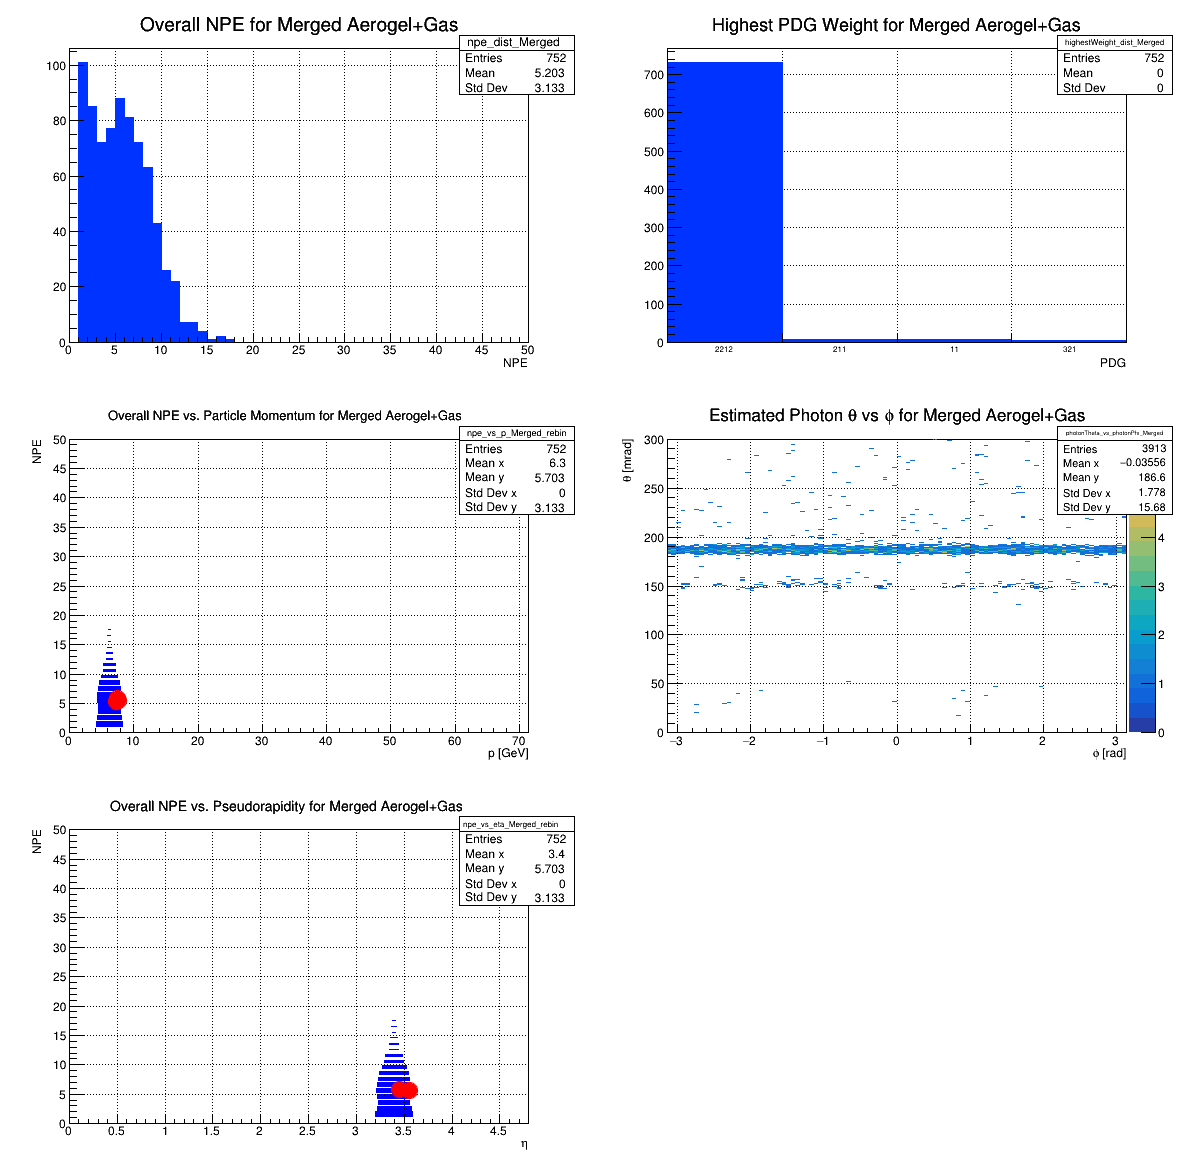 Overall NPE for Merged Aerogel+Gas
npe_dist_Merged
Entries 752
Mean 5.203
Std Dev 3.133
100
80
60
40
20
0
0 5 10 15 20 25 30 35 40 45 50
NPE
Highest PDG Weight for Merged Aerogel+Gas
highestWeight_dist_Merged
Entries 752
Mean 0
Std Dev 0
700
600
500
400
300
200
100
0
2212 211 11 321
PDG
Overall NPE vs. Particle Momentum for Merged Aerogel+Gas
NPE
npe_vs_p_Merged_rebin
Entries 752
Mean x 6.3
Mean y 5.703
Std Dev x 0
Std Dev y 3.133
50
45
40
35
30
25
20
15
10
5
0
0 10 20 30 40 50 60 70
p [GeV]
Estimated Photon θ vs ϕ for Merged Aerogel+Gas
θ [mrad]
photonTheta_vs_photonPhi_Merged
Entries 3913
Mean x −0.03556
Mean y 186.6
Std Dev x 1.778
Std Dev y 15.68
300
250
200
150
100
50
0
−3 −2 −1 0 1 2 3
ϕ [rad]
4
3
2
1
0
Overall NPE vs. Pseudorapidity for Merged Aerogel+Gas
NPE
npe_vs_eta_Merged_rebin
Entries 752
Mean x 3.4
Mean y 5.703
Std Dev x 0
Std Dev y 3.133
50
45
40
35
30
25
20
15
10
5
0
0 0.5 1 1.5 2 2.5 3 3.5 4 4.5
η